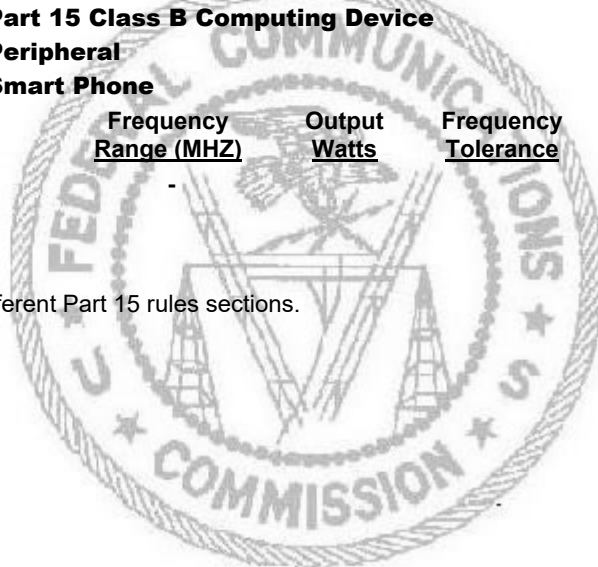 Part 15 Class B Computing Device
Peripheral
Smart Phone
Frequency Output Frequency
Range (MHZ) Watts Tolerance
-
Part 15 rules sections.
FEDERAL COMMUNICATIONS COMMISSION
U S